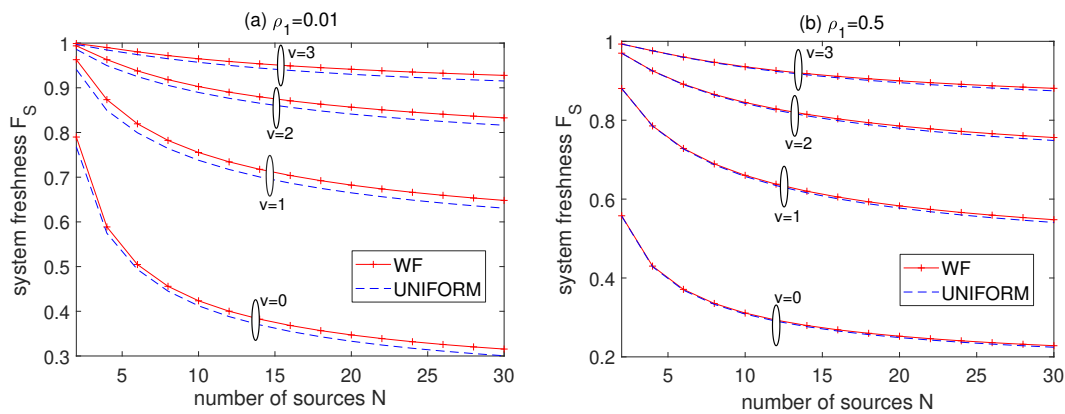 (a) ρ₁=0.01
system freshness F_S
1
0.9
0.8
0.7
0.6
0.5
0.4
0.3
v=3
v=2
v=1
v=0
WF
UNIFORM
5
10
15
20
25
30
number of sources N
(b) ρ₁=0.5
system freshness F_S
1
0.8
0.6
0.4
0.2
v=3
v=2
v=1
v=0
WF
UNIFORM
5
10
15
20
25
30
number of sources N